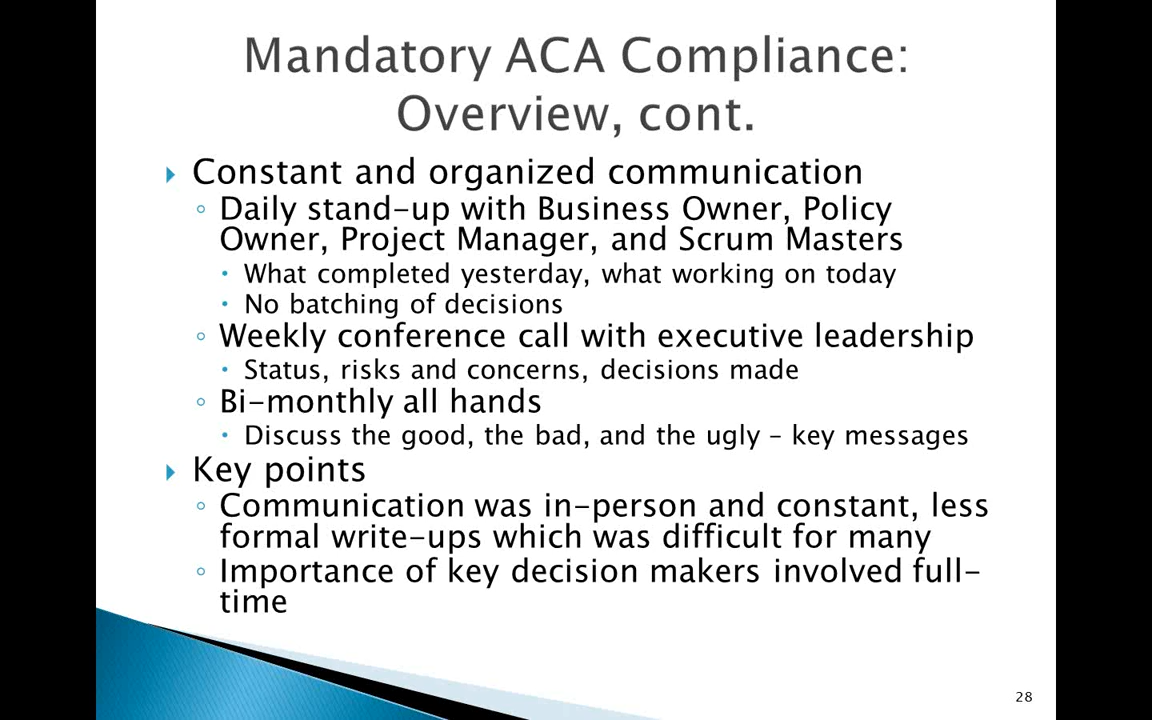 Mandatory ACA Compliance:
Overview, cont.
Constant and organized communication
Daily stand-up with Business Owner, Policy
Owner, Project Manager, and Scrum Masters
What completed yesterday, what working on today
No batching of decisions
Weekly conference call with executive leadership
Status, risks and concerns, decisions made
Bi-monthly all hands
Discuss the good, the bad, and the ugly – key messages
Key points
Communication was in-person and constant, less
formal write-ups which was difficult for many
Importance of key decision makers involved full-
time
28